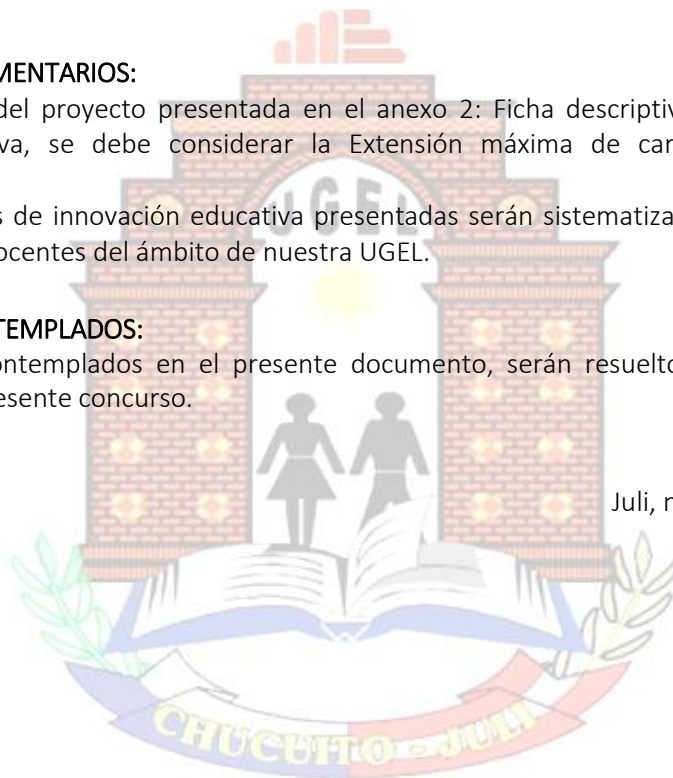 MENTARIOS:
del proyecto presentada en el anexo 2: Ficha descriptiv
va, se debe considerar la Extensión máxima de car
s de innovación educativa presentadas serán sistematiza
ocentes del ámbito de nuestra UGEL.
UGEL
TEMPLADOS:
ontemplados en el presente documento, serán resuelto
resente concurso.
Juli,
CHUCUITO - JULI